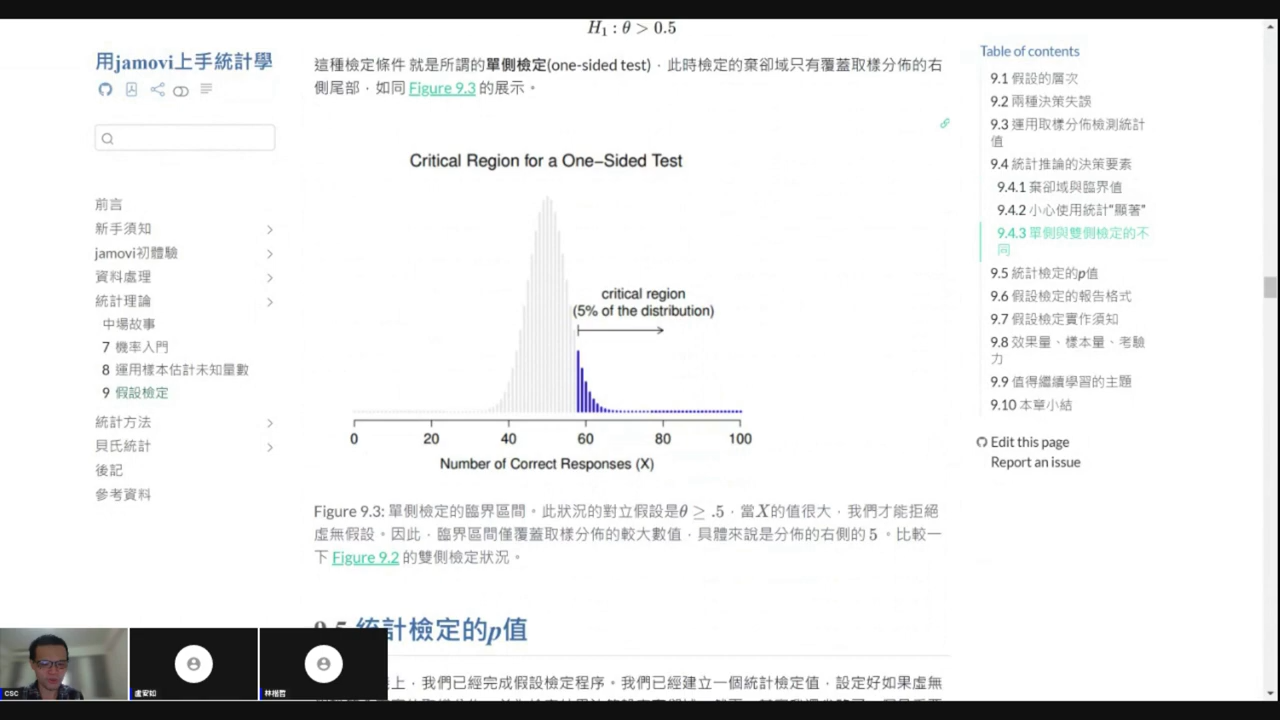 H₁ : θ > 0.5
用jamovi上手統計學
這種檢定條件 就是所謂的單側檢定(one-sided test)，此時檢定的棄卻域只有覆蓋取樣分佈的右
側尾部，如同 Figure 9.3 的展示。
Critical Region for a One−Sided Test
critical region
(5% of the distribution)
0 20 40 60 80 100
Number of Correct Responses (X)
Figure 9.3: 單側檢定的臨界區間。此狀況的對立假設是θ ≥ .5，當X的值很大，我們才能拒絕
虛無假設。因此，臨界區間僅覆蓋取樣分佈的較大數值，具體來說是分佈的右側的 5 。比較一
下 Figure 9.2 的雙側檢定狀況。
統計檢定的p值
上，我們已經完成假設檢定程序。我們已經建立一個統計檢定值，設定好如果虛無
前言
新手須知
jamovi初體驗
資料處理
統計理論
中場故事
7 機率入門
8 運用樣本估計未知量數
9 假設檢定
統計方法
貝氏統計
後記
參考資料
Table of contents
9.1 假設的層次
9.2 兩種決策失誤
9.3 運用取樣分佈檢測統計
值
9.4 統計推論的決策要素
9.4.1 棄卻域與臨界值
9.4.2 小心使用統計"顯著"
9.4.3 單側與雙側檢定的不
同
9.5 統計檢定的p值
9.6 假設檢定的報告格式
9.7 假設檢定實作須知
9.8 效果量、樣本量、考驗
力
9.9 值得繼續學習的主題
9.10 本章小結
Edit this page
Report an issue
CSC